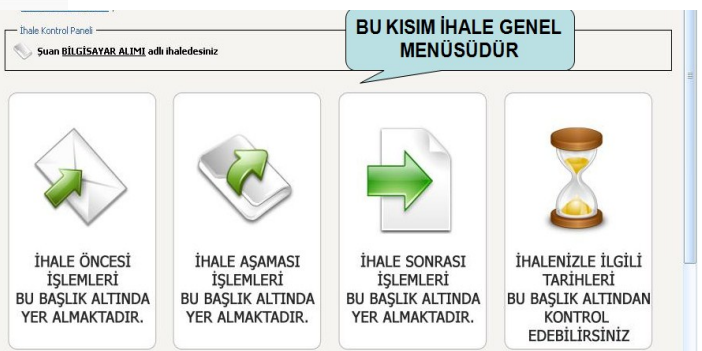 İhale Kontrol Paneli
Şuan BİLGİSAYAR ALIMI adlı ihaledesiniz
BU KISIM İHALE GENEL
MENÜSÜDÜR
İHALE ÖNCESİ
İŞLEMLERİ
BU BAŞLIK ALTINDA
YER ALMAKTADIR.
İHALE AŞAMASI
İŞLEMLERİ
BU BAŞLIK ALTINDA
YER ALMAKTADIR.
İHALE SONRASI
İŞLEMLERİ
BU BAŞLIK ALTINDA
YER ALMAKTADIR.
İHALENİZLE İLGİLİ
TARİHLERİ
BU BAŞLIK ALTINDAN
KONTROL
EDEBİLİRSİNİZ